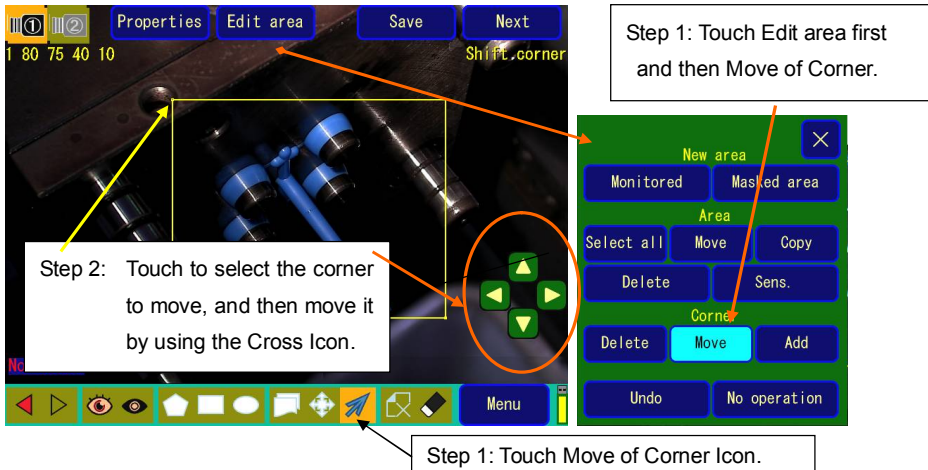 ① ② Properties Edit area Save Next
1 80 75 40 10 Shift.corner
Step 1: Touch Edit area first
and then Move of Corner.
New area
Monitored Masked area
Area
Select all Move Copy
Delete Sens.
Corner
Delete Move Add
Undo No operation
Step 2: Touch to select the corner
to move, and then move it
by using the Cross Icon.
No
Menu
Step 1: Touch Move of Corner Icon.